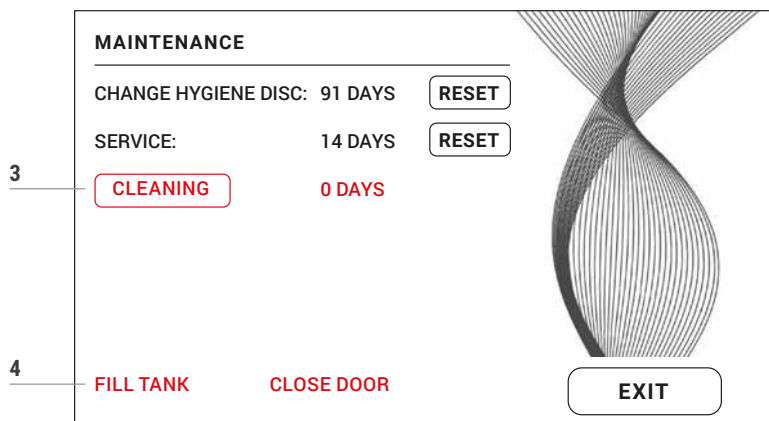 MAINTENANCE
CHANGE HYGIENE DISC: 91 DAYS RESET
SERVICE: 14 DAYS RESET
3 CLEANING 0 DAYS
4 FILL TANK CLOSE DOOR EXIT